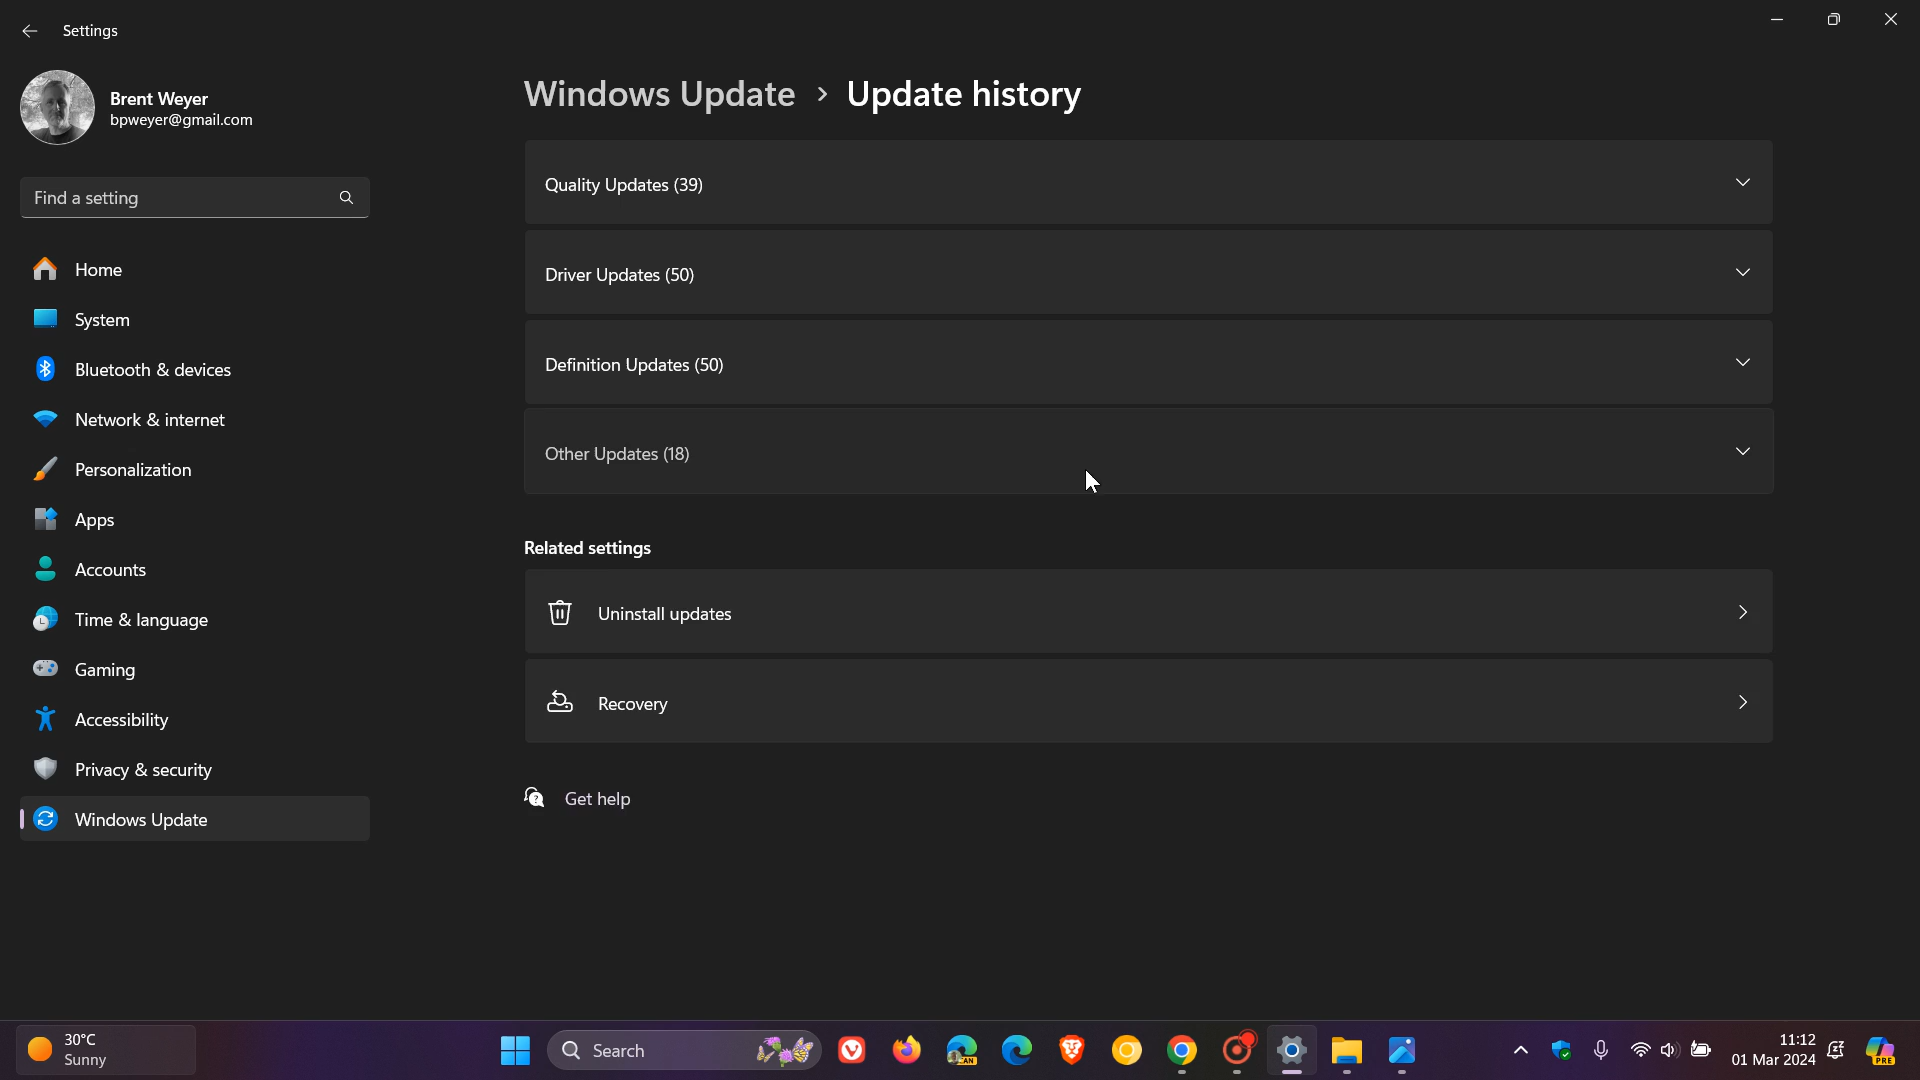 Settings
Brent Weyer
bpweyer@gmail.com
Find a setting
Home
System
Bluetooth & devices
Network & internet
Personalization
Apps
Accounts
Time & language
Gaming
Accessibility
Privacy & security
Windows Update
Windows Update > Update history
Quality Updates (39)
Driver Updates (50)
Definition Updates (50)
Other Updates (18)
Related settings
Uninstall updates
Recovery
Get help
30°C
Sunny
Search
CAN
11:12
01 Mar 2024
PRE